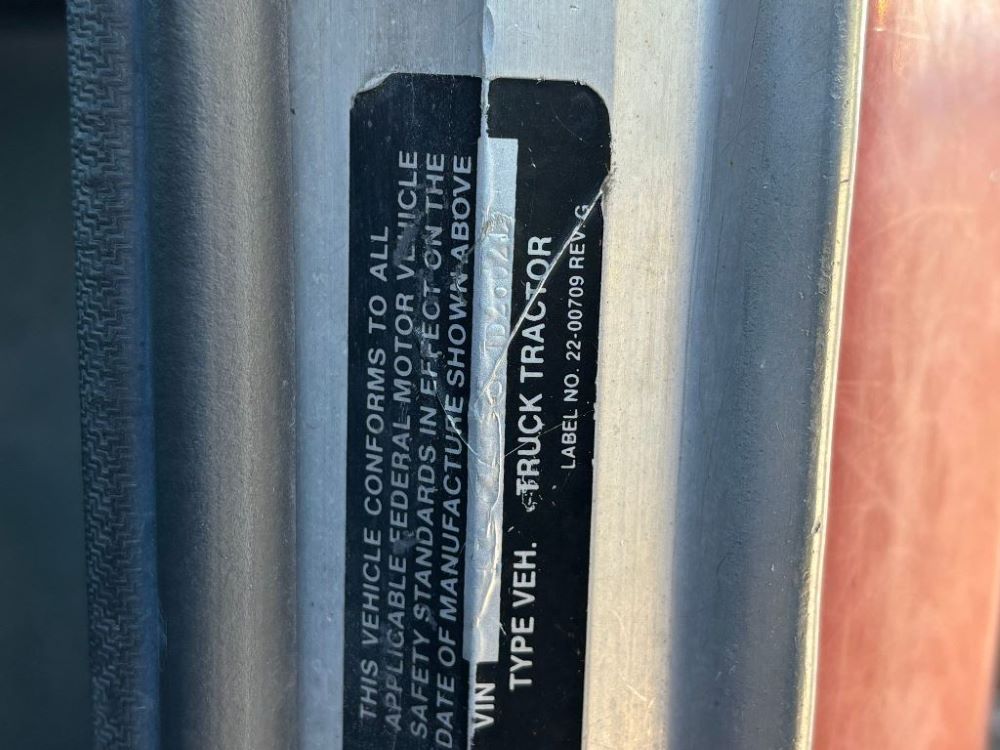 THIS VEHICLE CONFORMS TO ALL
APPLICABLE FEDERAL MOTOR VEHICLE
SAFETY STANDARDS IN EFFECT ON THE
DATE OF MANUFACTURE SHOWN ABOVE
VIN
TYPE VEH. TRUCK TRACTOR
LABEL NO. 22-00709 REV G